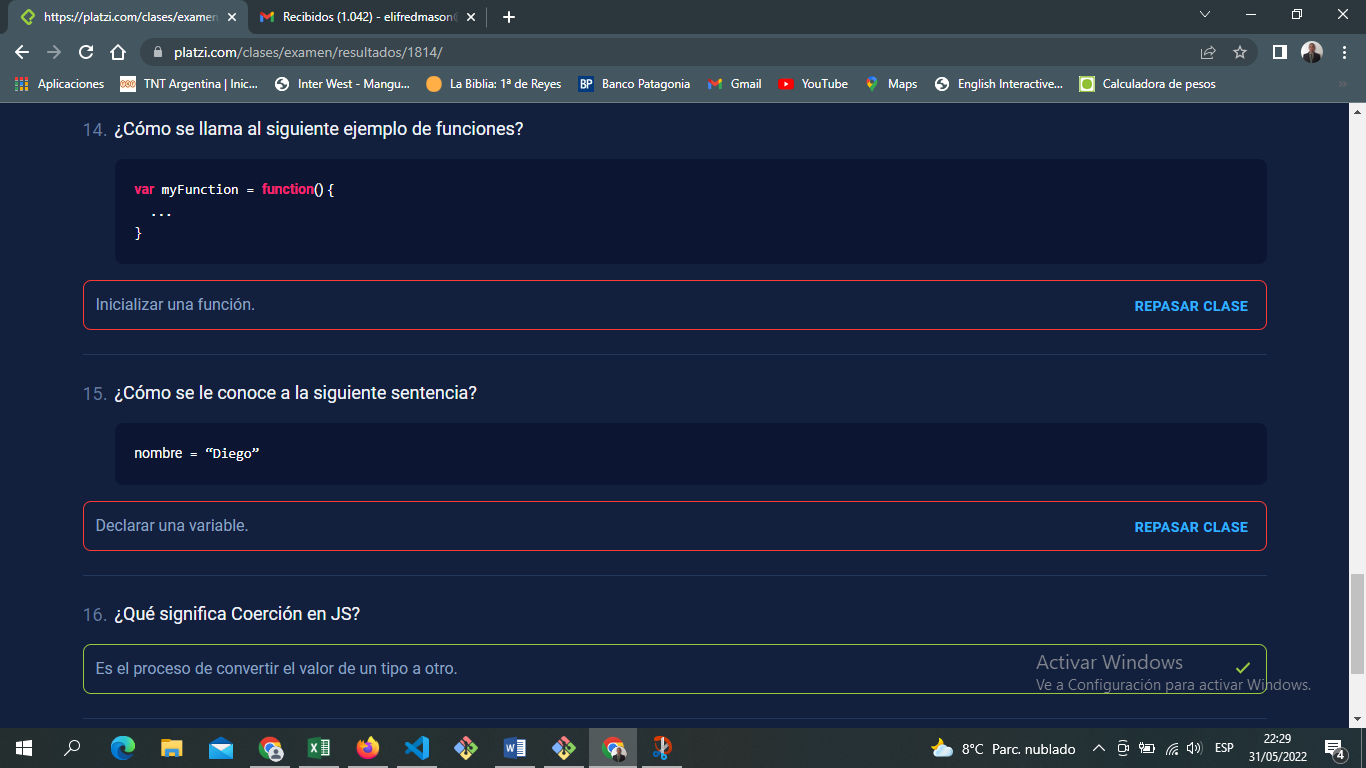 https://platzi.com/clases/examen
Recibidos (1.042) - elifredmason@
platzi.com/clases/examen/resultados/1814/
Aplicaciones
TNT Argentina | Inic...
Inter West - Mangu...
La Biblia: 1ª de Reyes
BP Banco Patagonia
Gmail
YouTube
Maps
English Interactive...
Calculadora de pesos
14. ¿Cómo se llama al siguiente ejemplo de funciones?
var myFunction = function() {
...
}
Inicializar una función.
REPASAR CLASE
15. ¿Cómo se le conoce a la siguiente sentencia?
nombre = “Diego”
Declarar una variable.
REPASAR CLASE
16. ¿Qué significa Coerción en JS?
Es el proceso de convertir el valor de un tipo a otro.
Activar Windows
Ve a Configuración para activar Windows.
8°C Parc. nublado
ESP
22:29
31/05/2022
4